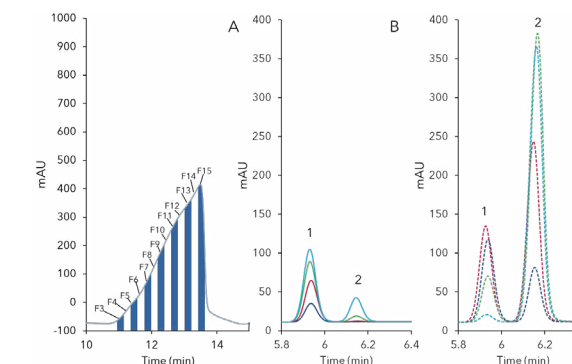 A
1000
900
800
700
600
500
400
300
200
100
0
-100
mAU
F3
F4
F5
F6
F7
F8
F9
F10
F11
F12
F13
F14
F15
10
12
14
Time (min)
B
400
350
300
250
200
150
100
50
0
mAU
1
2
5.8
6
6.2
6.4
Time (min)
400
350
300
250
200
150
100
50
0
mAU
1
2
5.8
6
6.2
Time (min)